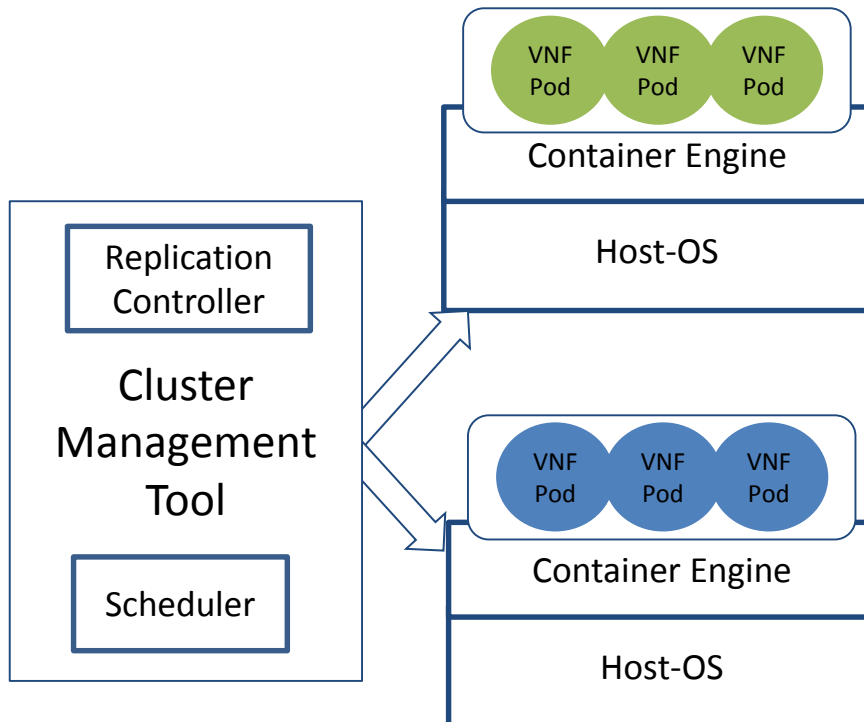 VNF
Pod
VNF
Pod
VNF
Pod
Container Engine
Host-OS
Replication
Controller
Cluster
Management
Tool
Scheduler
VNF
Pod
VNF
Pod
VNF
Pod
Container Engine
Host-OS